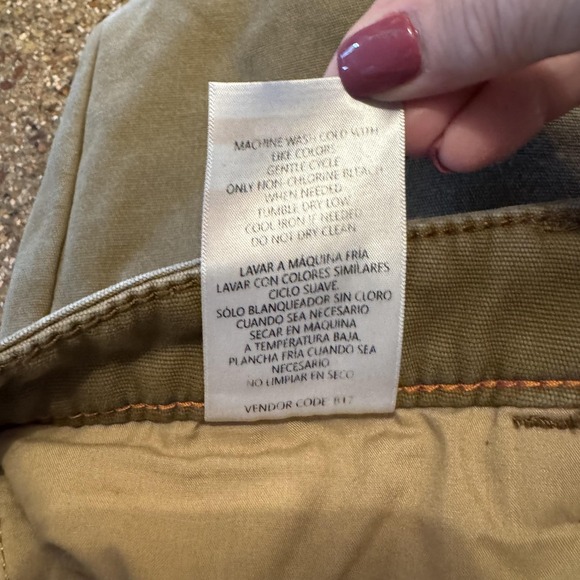 MACHINE WASH COLD WITH
LIKE COLORS
GENTLE CYCLE
ONLY NON-CHLORINE BLEACH
WHEN NEEDED
TUMBLE DRY LOW
COOL IRON IF NEEDED
DO NOT DRY CLEAN
LAVAR A MÁQUINA FRÍA
LAVAR CON COLORES SIMILARES
CICLO SUAVE.
SÓLO BLANQUEADOR SIN CLORO
CUANDO SEA NECESARIO
SECAR EN MÁQUINA
A TEMPERATURA BAJA,
PLANCHA FRÍA CUANDO SEA
NECESARIO
NO LIMPIAR EN SECO
VENDOR CODE